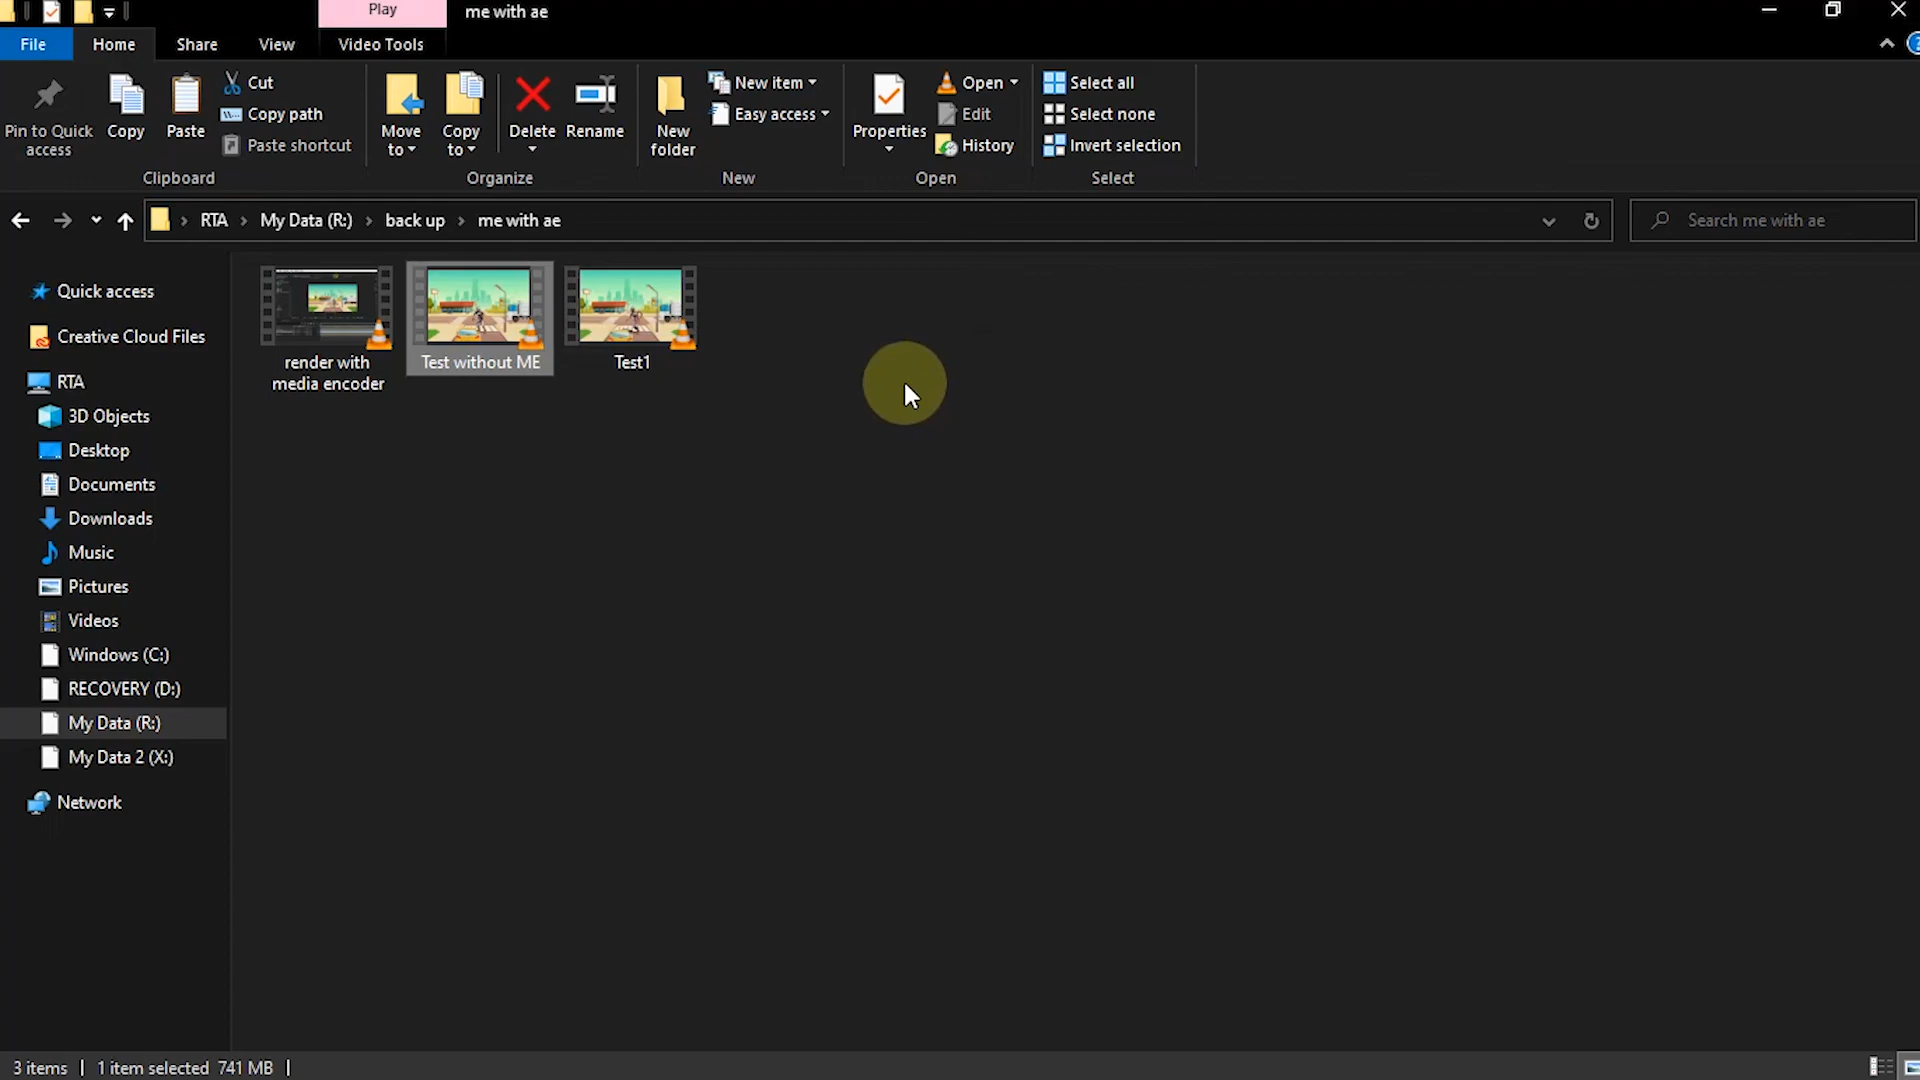 Play
me with ae
File
Home
Share
View
Video Tools
Pin to Quick
access
Copy
Paste
Cut
Copy path
Paste shortcut
Clipboard
Move
to
Copy
to
Delete
Rename
Organize
New
folder
New item
Easy access
New
Properties
Open
Edit
History
Open
Select all
Select none
Invert selection
Select
RTA
My Data (R:)
back up
me with ae
Search me with ae
Quick access
Creative Cloud Files
RTA
3D Objects
Desktop
Documents
Downloads
Music
Pictures
Videos
Windows (C:)
RECOVERY (D:)
My Data (R:)
My Data 2 (X:)
Network
render with
media encoder
Test without ME
Test1
3 items
1 item selected 741 MB